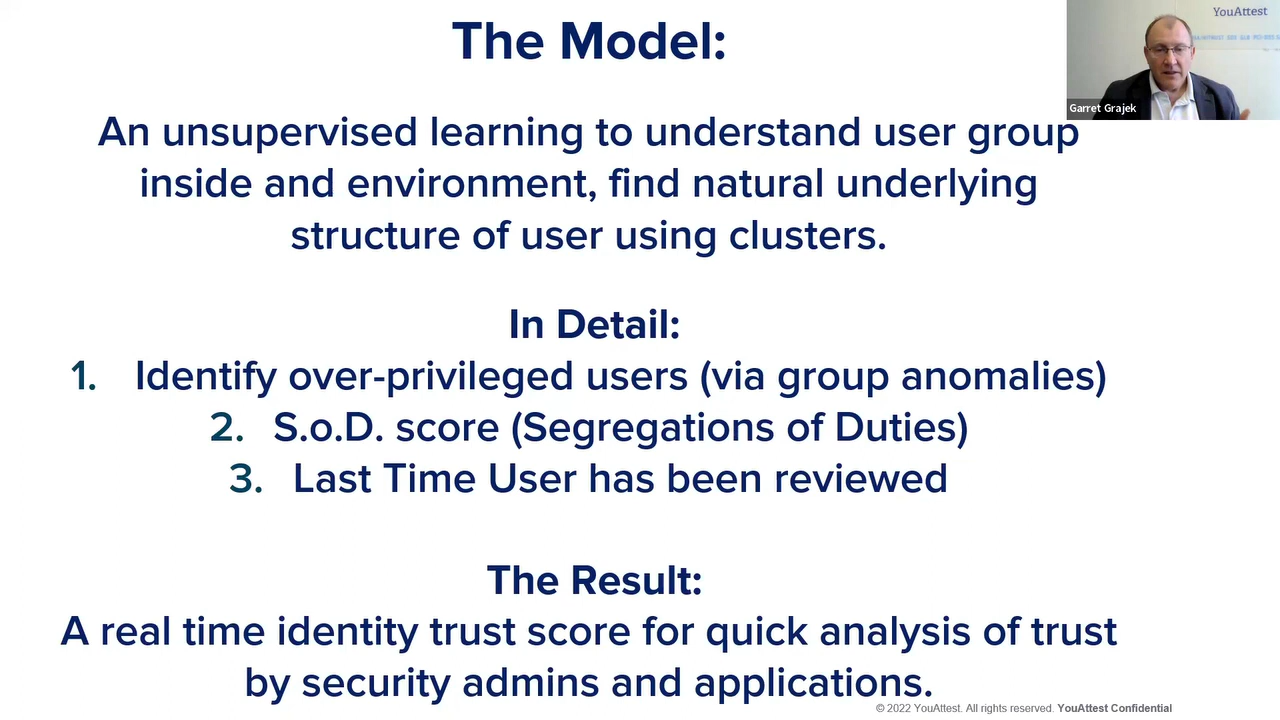 The Model:
YouAttest
Garret Grajek
An unsupervised learning to understand user group
inside and environment, find natural underlying
structure of user using clusters.
In Detail:
1. Identify over-privileged users (via group anomalies)
2. S.o.D. score (Segregations of Duties)
3. Last Time User has been reviewed
The Result:
A real time identity trust score for quick analysis of trust
by security admins and applications.
© 2022 YouAttest. All rights reserved. YouAttest Confidential